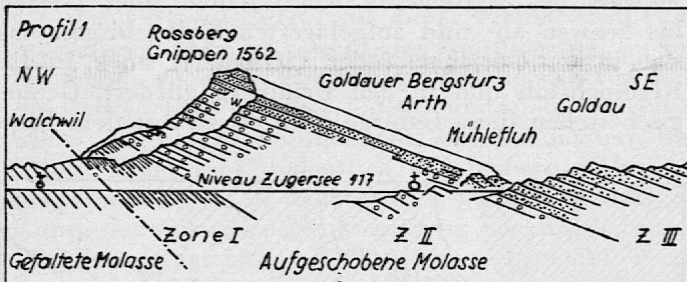 Profil 1
Rossberg
Gnippen 1562
NW
Goldauer Bergsturz
SE
Arth
Goldau
Walchwil
w
Mühlefluh
Niveau Zugersee 417
Zone I
Z II
Z III
Gefaltete Molasse
Aufgeschobene Molasse